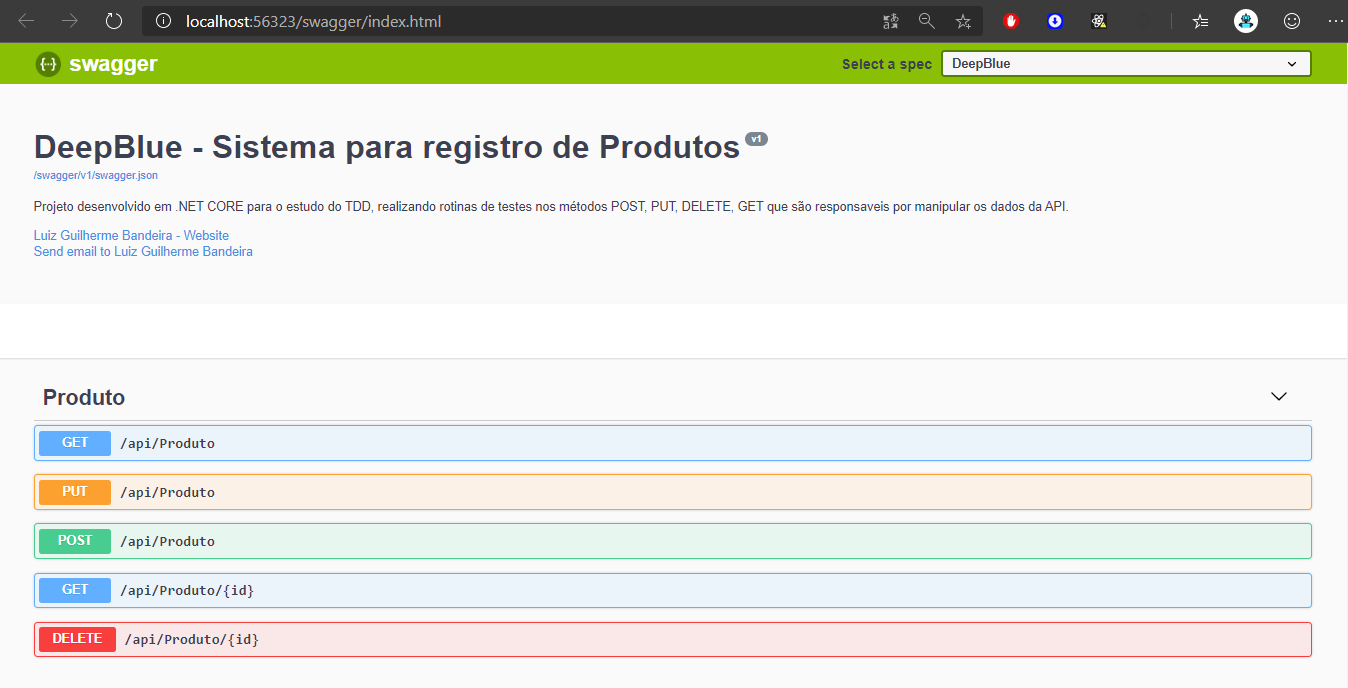 localhost:56323/swagger/index.html
{···} swagger
Select a spec
DeepBlue
DeepBlue - Sistema para registro de Produtos v1
/swagger/v1/swagger.json
Projeto desenvolvido em .NET CORE para o estudo do TDD, realizando rotinas de testes nos métodos POST, PUT, DELETE, GET que são responsaveis por manipular os dados da API.
Luiz Guilherme Bandeira - Website
Send email to Luiz Guilherme Bandeira
Produto
GET /api/Produto
PUT /api/Produto
POST /api/Produto
GET /api/Produto/{id}
DELETE /api/Produto/{id}